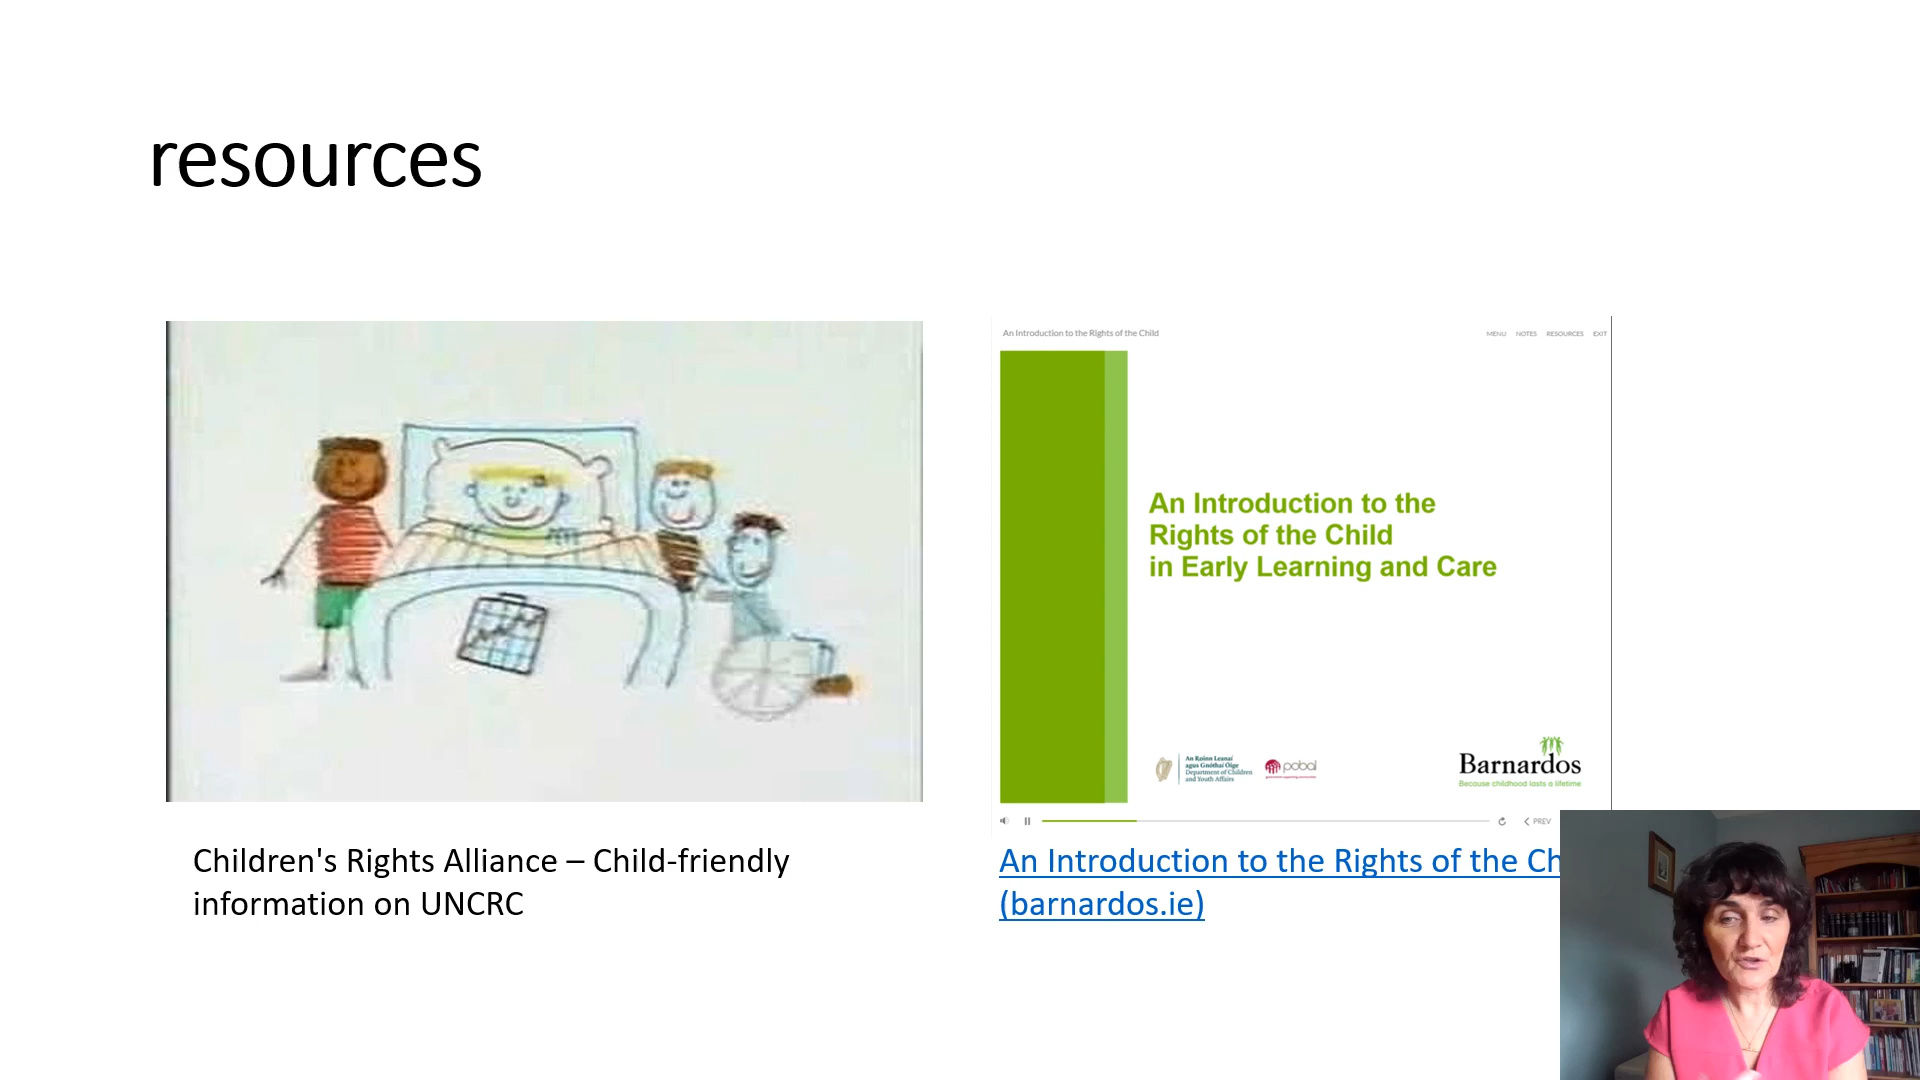 resources
An Introduction to the Rights of the Child
MENU NOTES RESOURCES EXIT
An Introduction to the
Rights of the Child
in Early Learning and Care
An Roinn Leanaí
agus Gnóthaí Óige
Department of Children
and Youth Affairs
pobal
Barnardos
Because childhood lasts a lifetime
PREV
Children's Rights Alliance – Child-friendly
information on UNCRC
An Introduction to the Rights of the Ch
(barnardos.ie)